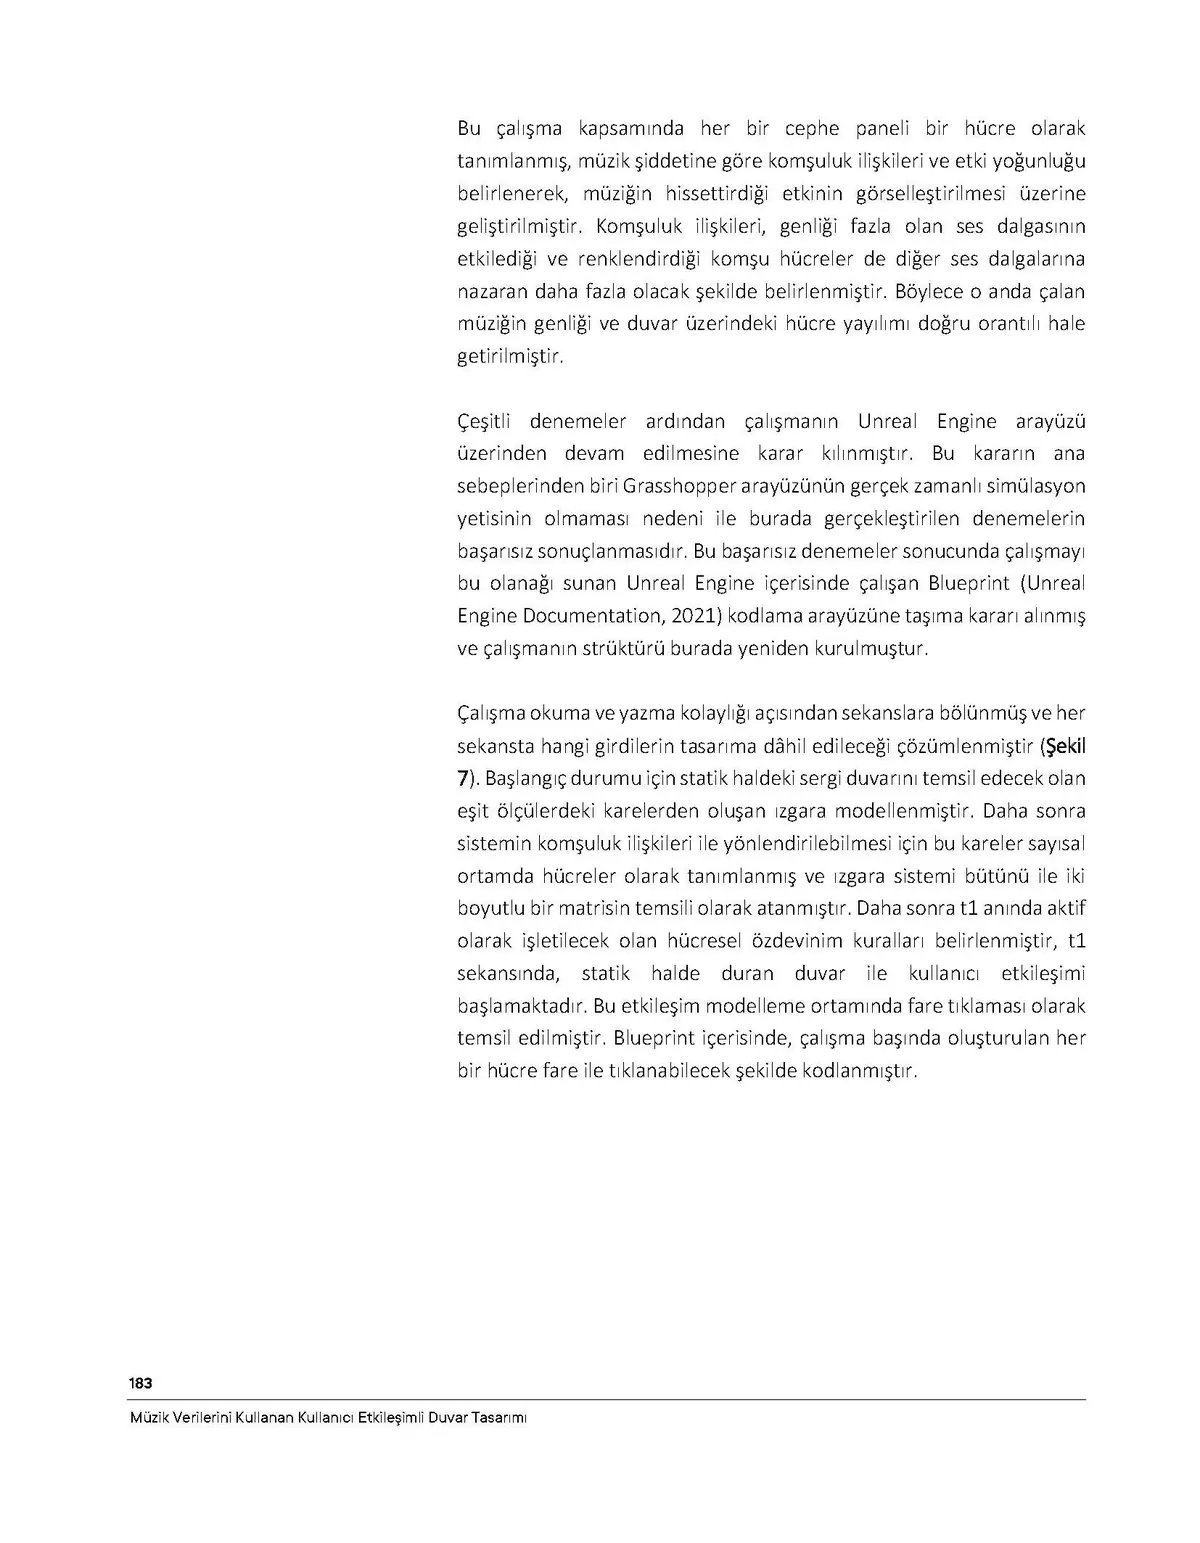 Bu çalışma kapsamında her bir cephe paneli bir hücre olarak
tanımlanmış, müzik şiddetine göre komşuluk ilişkileri ve etki yoğunluğu
belirlenerek, müziğin hissettirdiği etkinin görselleştirilmesi üzerine
geliştirilmiştir. Komşuluk ilişkileri, genliği fazla olan ses dalgasının
etkilediği ve renklendirdiği komşu hücreler de diğer ses dalgalarına
nazaran daha fazla olacak şekilde belirlenmiştir. Böylece o anda çalan
müziğin genliği ve duvar üzerindeki hücre yayılımı doğru orantılı hale
getirilmiştir.
Çeşitli denemeler ardından çalışmanın Unreal Engine arayüzü
üzerinden devam edilmesine karar kılınmıştır. Bu kararın ana
sebeplerinden biri Grasshopper arayüzünün gerçek zamanlı simülasyon
yetisinin olmaması nedeni ile burada gerçekleştirilen denemelerin
başarısız sonuçlanmasıdır. Bu başarısız denemeler sonucunda çalışmayı
bu olanağı sunan Unreal Engine içerisinde çalışan Blueprint (Unreal
Engine Documentation, 2021) kodlama arayüzüne taşıma kararı alınmış
ve çalışmanın strüktürü burada yeniden kurulmuştur.
Çalışma okuma ve yazma kolaylığı açısından sekanslara bölünmüş ve her
sekansta hangi girdilerin tasarıma dâhil edileceği çözümlenmiştir (Şekil
7). Başlangıç durumu için statik haldeki sergi duvarını temsil edecek olan
eşit ölçülerdeki karelerden oluşan ızgara modellenmiştir. Daha sonra
sistemin komşuluk ilişkileri ile yönlendirilebilmesi için bu kareler sayısal
ortamda hücreler olarak tanımlanmış ve ızgara sistemi bütünü ile iki
boyutlu bir matrisin temsili olarak atanmıştır. Daha sonra t1 anında aktif
olarak işletilecek olan hücresel özdevinim kuralları belirlenmiştir, t1
sekansında, statik halde duran duvar ile kullanıcı etkileşimi
başlamaktadır. Bu etkileşim modelleme ortamında fare tıklaması olarak
temsil edilmiştir. Blueprint içerisinde, çalışma başında oluşturulan her
bir hücre fare ile tıklanabilecek şekilde kodlanmıştır.
183
Müzik Verilerini Kullanan Kullanıcı Etkileşimli Duvar Tasarımı